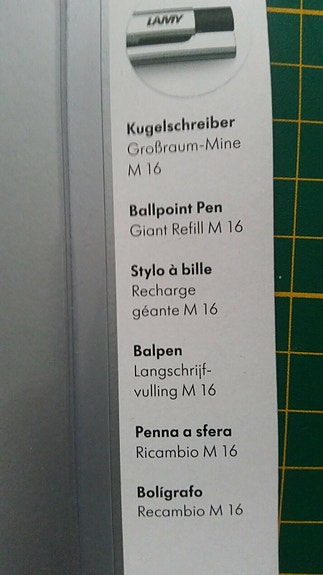 LAMY
Kugelschreiber
Großraum-Mine
M 16
Ballpoint Pen
Giant Refill M 16
Stylo à bille
Recharge
géante M 16
Balpen
Langschrijf-
vulling M 16
Penna a sfera
Ricambio M 16
Bolígrafo
Recambio M 16